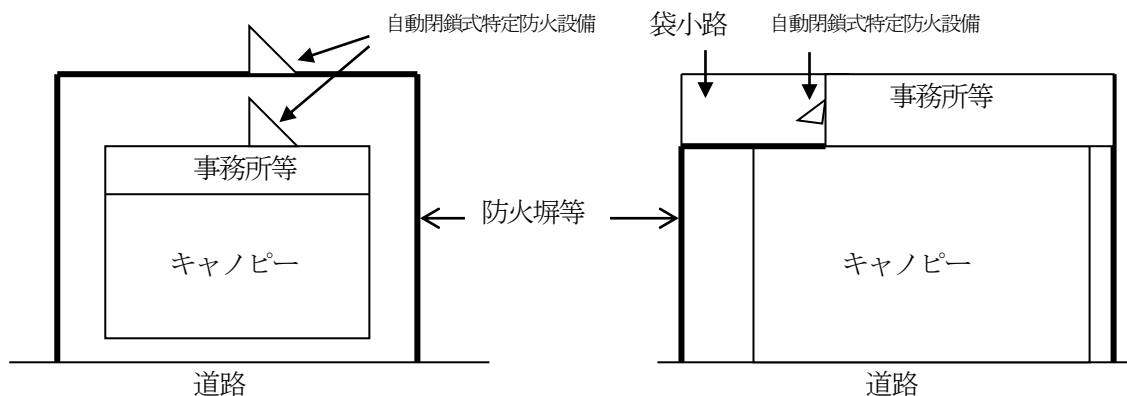 自動閉鎖式特定防火設備
事務所等
キャノピー
道路
防火塀等
袋小路
自動閉鎖式特定防火設備
事務所等
キャノピー
道路